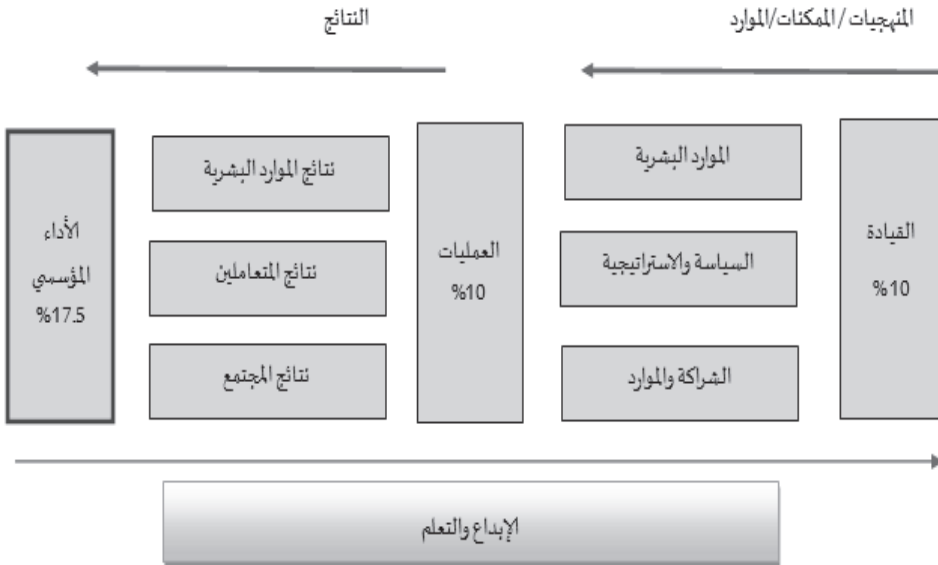 المنهجيات / الممكنات/الموارد
النتائج
القيادة
%10
الموارد البشرية
السياسة والاستراتيجية
الشراكة والموارد
العمليات
%10
نتائج الموارد البشرية
نتائج المتعاملين
نتائج المجتمع
الأداء
المؤسسي
%17.5
الإبداع والتعلم